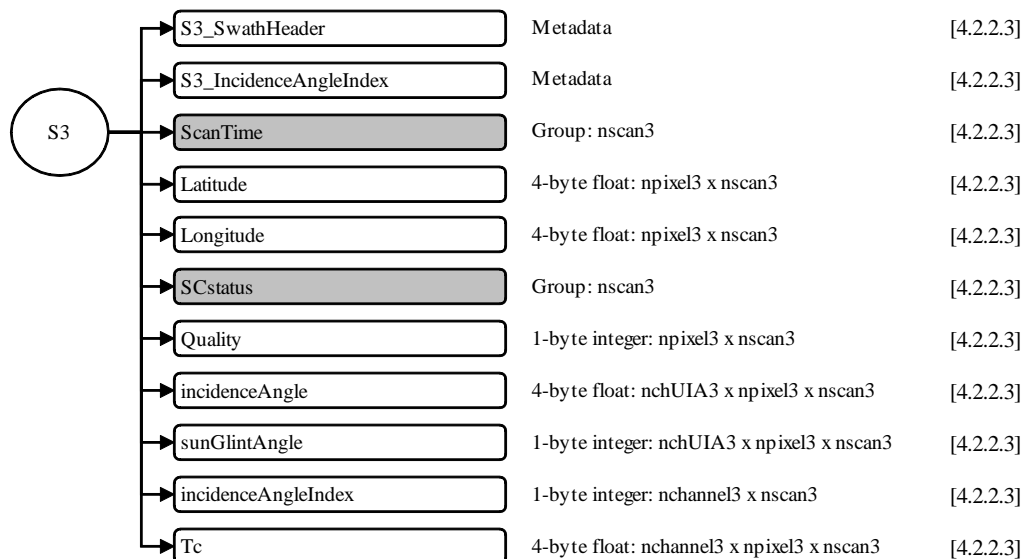 S3_SwathHeader Metadata [4.2.2.3]
S3_IncidenceAngleIndex Metadata [4.2.2.3]
S3
ScanTime Group: nscan3 [4.2.2.3]
Latitude 4-byte float: npixel3 x nscan3 [4.2.2.3]
Longitude 4-byte float: npixel3 x nscan3 [4.2.2.3]
SCstatus Group: nscan3 [4.2.2.3]
Quality 1-byte integer: npixel3 x nscan3 [4.2.2.3]
incidenceAngle 4-byte float: nchUIA3 x npixel3 x nscan3 [4.2.2.3]
sunGlintAngle 1-byte integer: nchUIA3 x npixel3 x nscan3 [4.2.2.3]
incidenceAngleIndex 1-byte integer: nchannel3 x nscan3 [4.2.2.3]
Tc 4-byte float: nchannel3 x npixel3 x nscan3 [4.2.2.3]